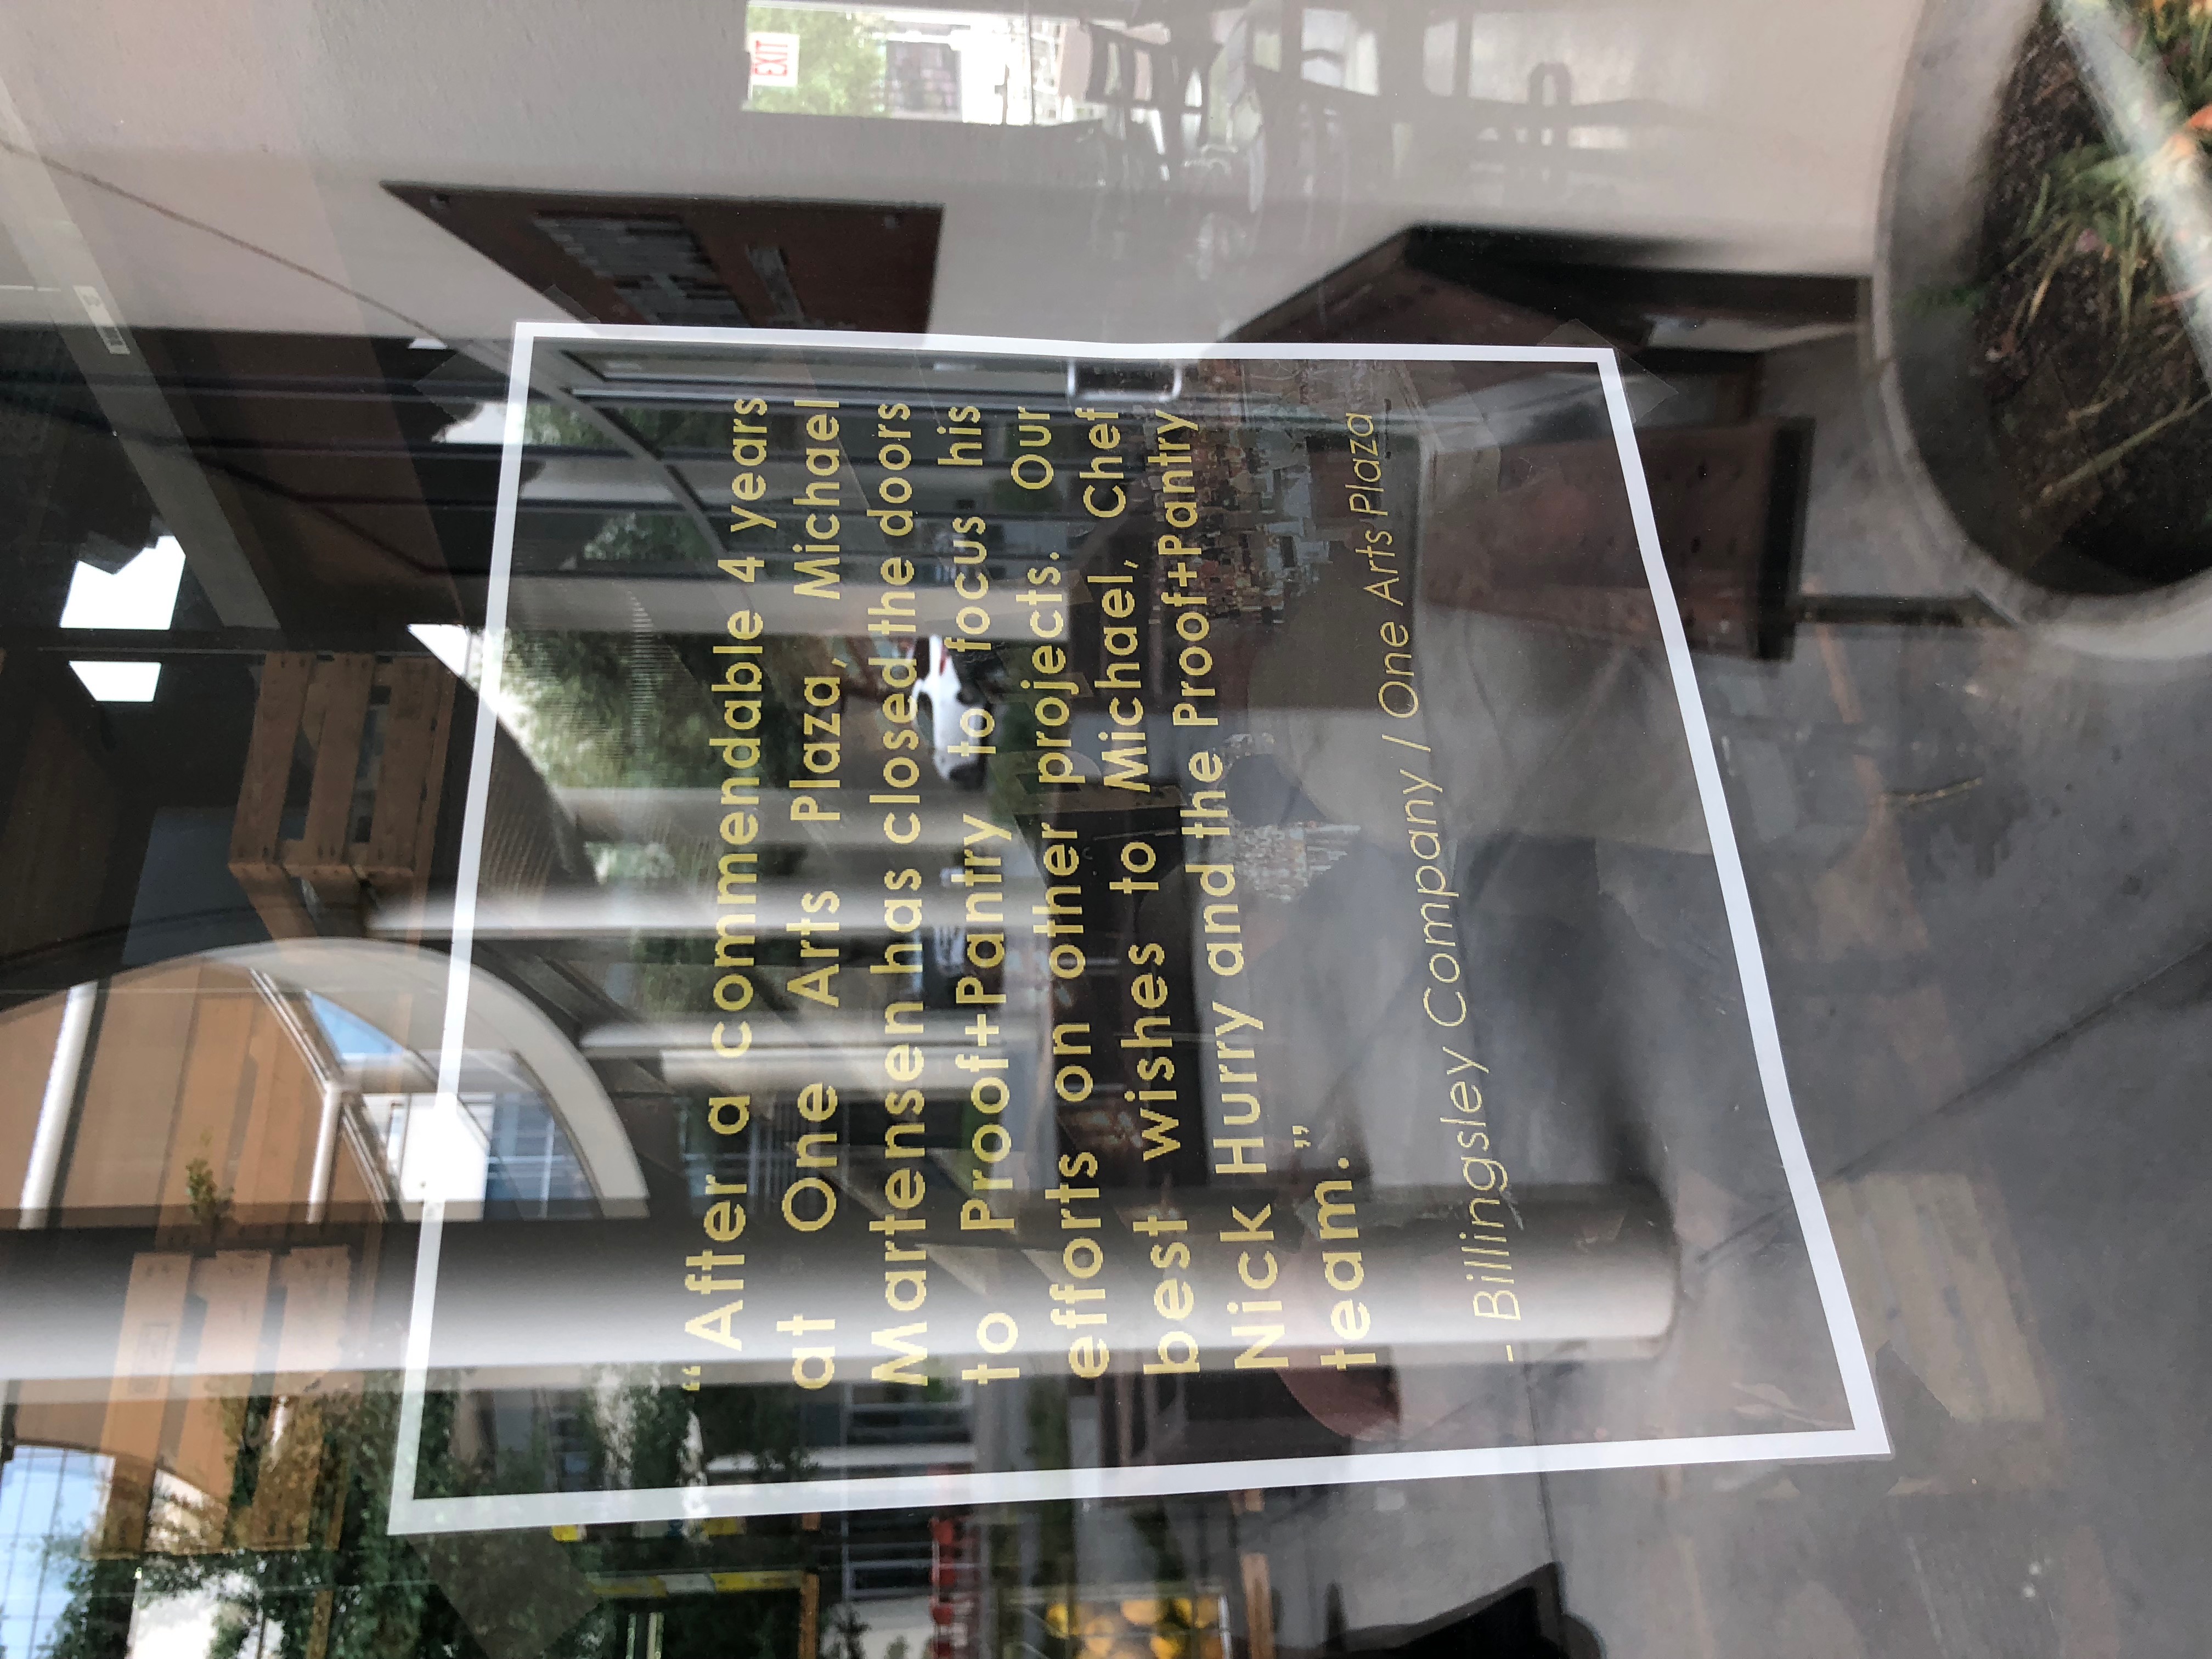 “After a commendable 4 years
at One Arts Plaza, Michael
Martensen has closed the doors
to Proof+Pantry to focus his
efforts on other projects. Our
best wishes to Michael, Chef
Nick Hurry and the Proof+Pantry
team.”
– Billingsley Company / One Arts Plaza
EXIT